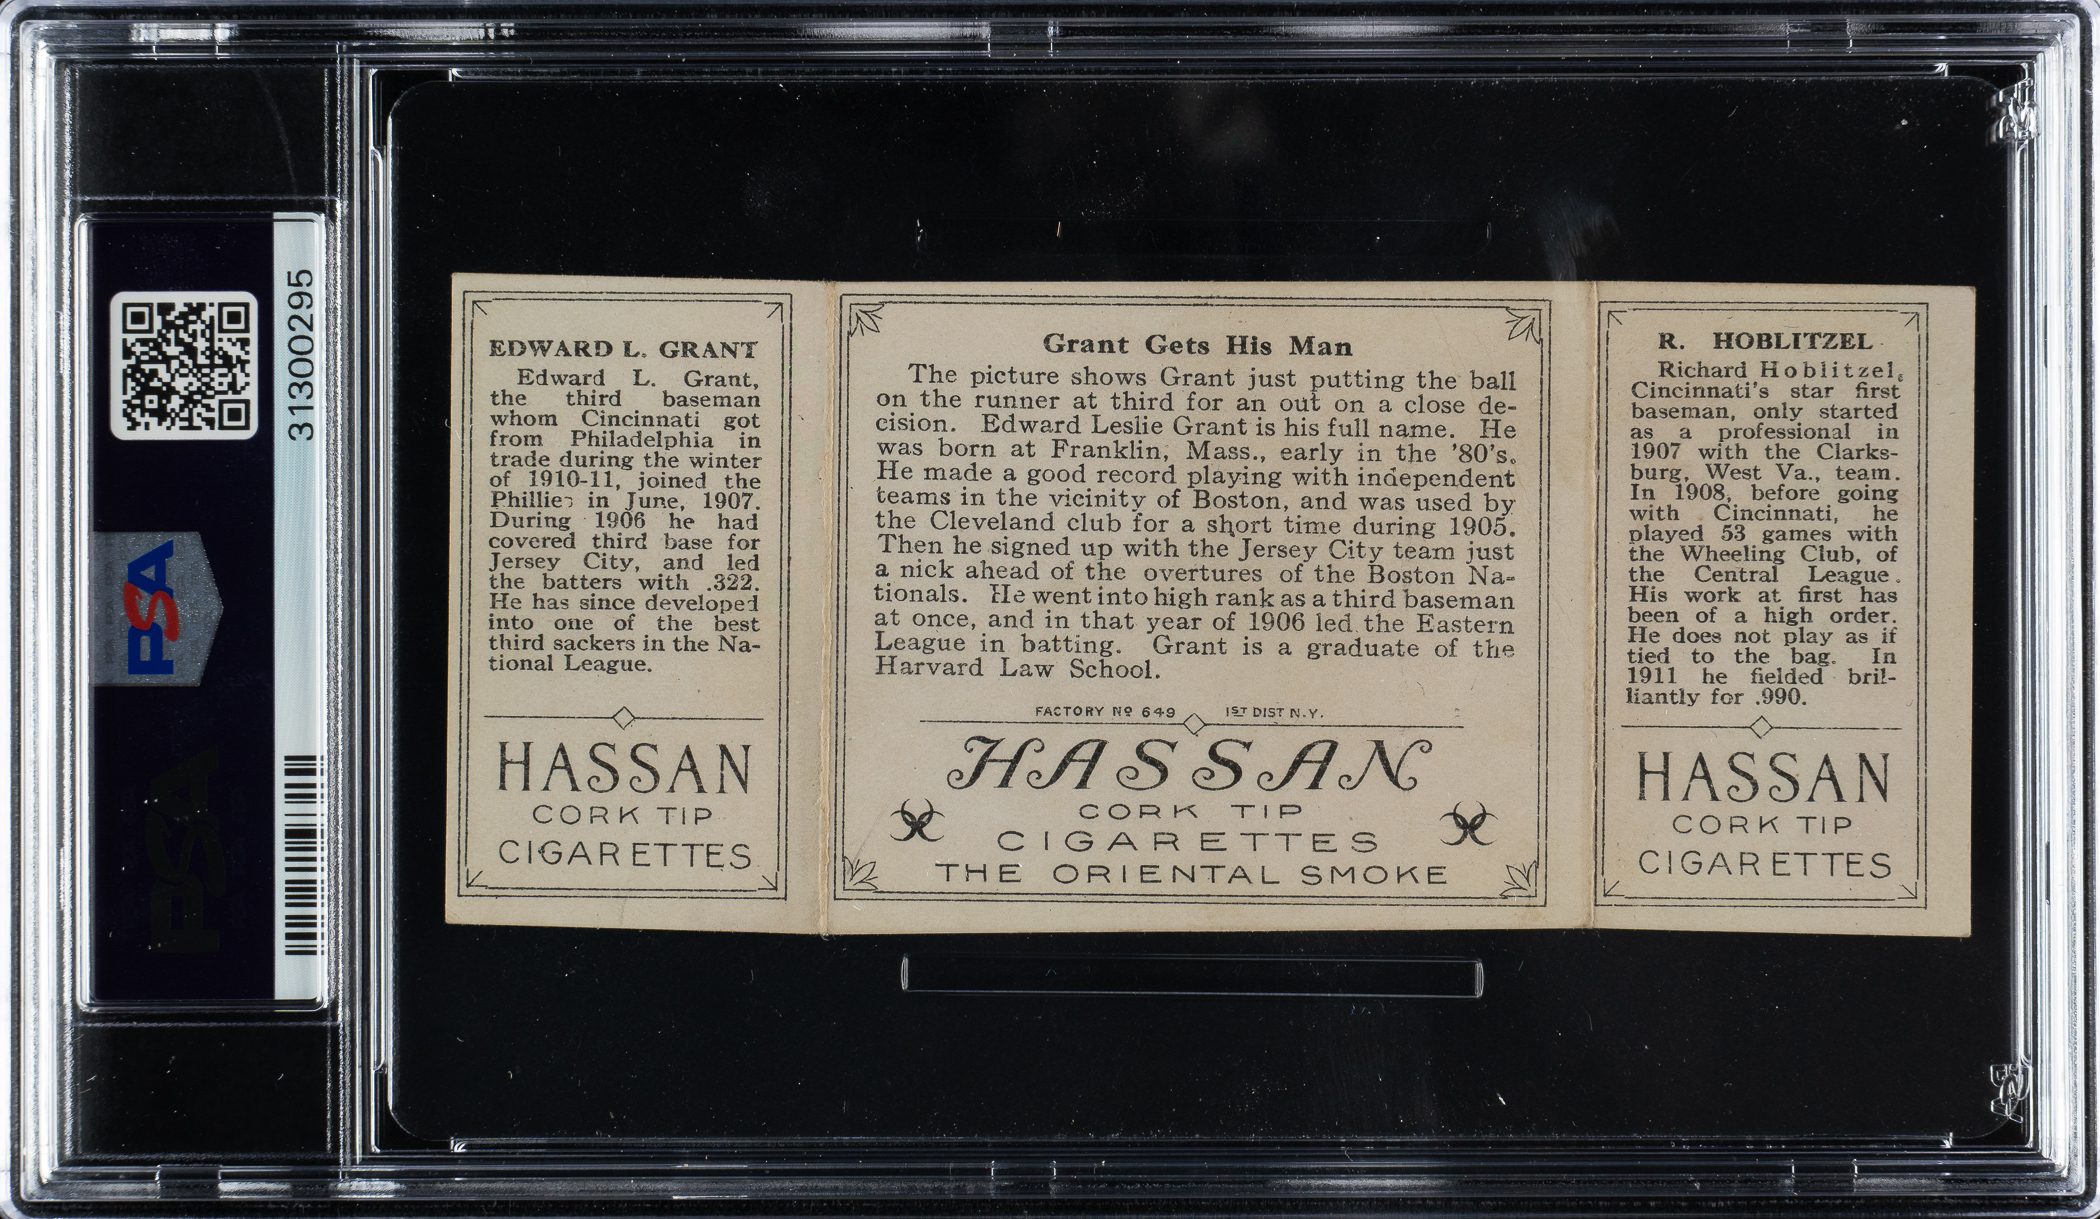 31300295
PSA
EDWARD L. GRANT
Edward L. Grant,
the third baseman
whom Cincinnati got
from Philadelphia in
trade during the winter
of 1910-11, joined the
Phillies in June, 1907.
During 1906 he had
covered third base for
Jersey City, and led
the batters with .322.
He has since developed
into one of the best
third sackers in the Na-
tional League.
HASSAN
CORK TIP
CIGARETTES
Grant Gets His Man
The picture shows Grant just putting the ball
on the runner at third for an out on a close de-
cision. Edward Leslie Grant is his full name. He
was born at Franklin, Mass., early in the '80's.
He made a good record playing with independent
teams in the vicinity of Boston, and was used by
the Cleveland club for a short time during 1905.
Then he signed up with the Jersey City team just
a nick ahead of the overtures of the Boston Na-
tionals. He went into high rank as a third baseman
at once, and in that year of 1906 led the Eastern
League in batting. Grant is a graduate of the
Harvard Law School.
FACTORY Nº 649 1ST DIST N.Y.
HASSAN
CORK TIP
CIGARETTES
THE ORIENTAL SMOKE
R. HOBLITZEL
Richard Hoblitzel,
Cincinnati's star first
baseman, only started
as a professional in
1907 with the Clarks-
burg, West Va., team.
In 1908, before going
with Cincinnati, he
played 53 games with
the Wheeling Club, of
the Central League.
His work at first has
been of a high order.
He does not play as if
tied to the bag. In
1911 he fielded bril-
liantly for .990.
HASSAN
CORK TIP
CIGARETTES